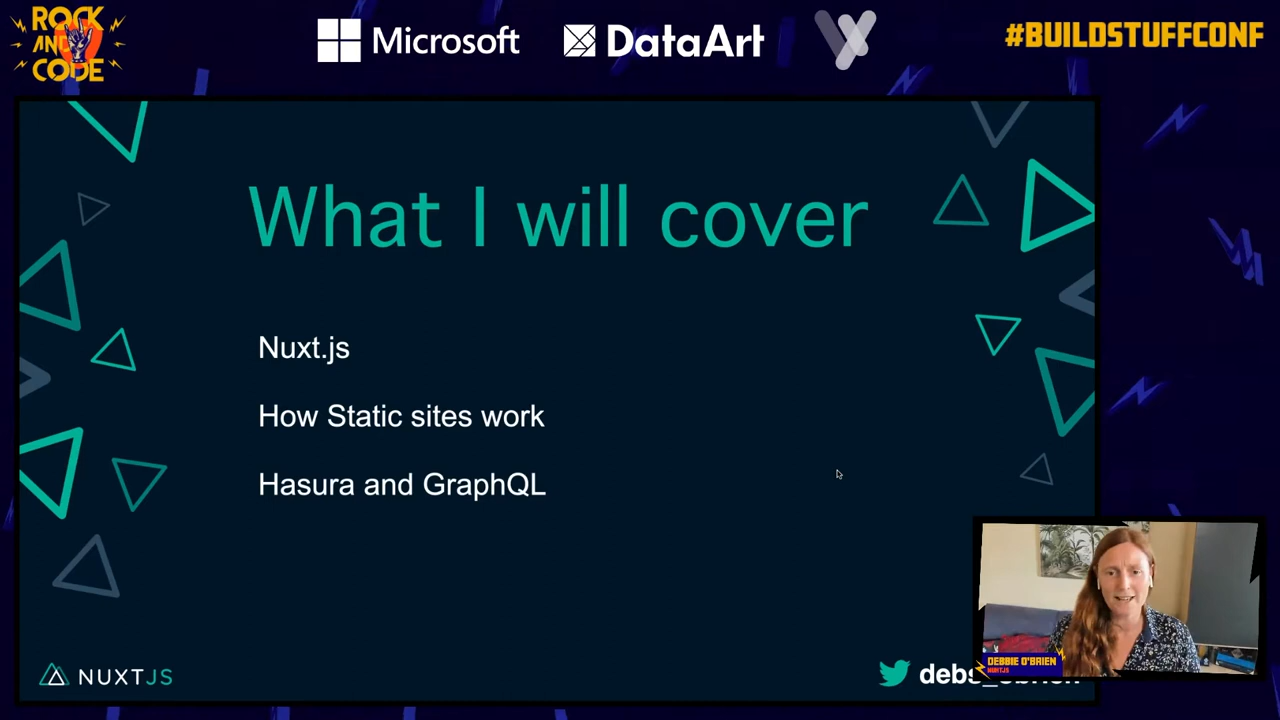 ROCK
AND
CODE
Microsoft
DataArt
#BUILDSTUFFCONF
What I will cover
Nuxt.js
How Static sites work
Hasura and GraphQL
NUXTJS
DEBBIE O'BRIEN
NUXTJS